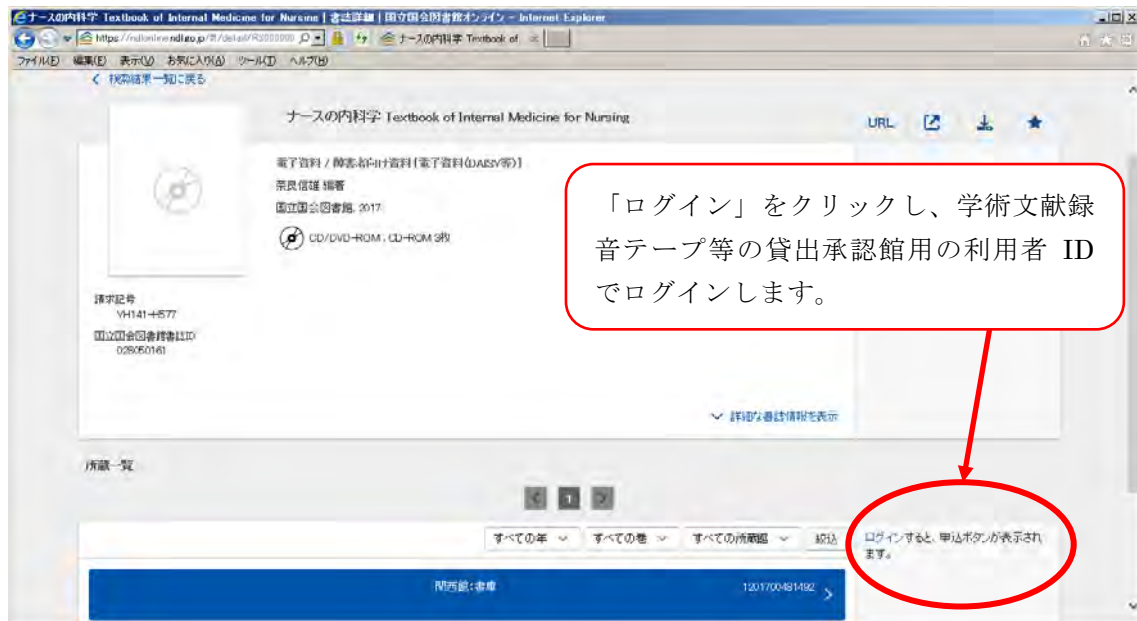 ナースの内科学 Textbook of Internal Medicine for Nursing | 書誌詳細 | 国立国会図書館オンライン - Internet Explorer
ナースの内科学 Textbook of
ファイル(F) 編集(E) 表示(V) お気に入り(A) ツール(T) ヘルプ(H)
検索結果一覧に戻る
ナースの内科学 Textbook of Internal Medicine for Nursing
URL
電子資料 / 障害者向け資料 [電子資料(DAISY等)]
奈良信雄 編著
国立国会図書館, 2017
CD/DVD-ROM ; CD-ROM 3枚
「ログイン」をクリックし、学術文献録
音テープ等の貸出承認館用の利用者 ID
でログインします。
請求記号
YH141-H577
国立国会図書館書誌ID
028050161
詳細な書誌情報を表示
所蔵一覧
< 1 >
すべての年 すべての巻 すべての所蔵館 絞込
ログインすると、申込ボタンが表示され
ます。
関西館:書庫 1201700481492 >